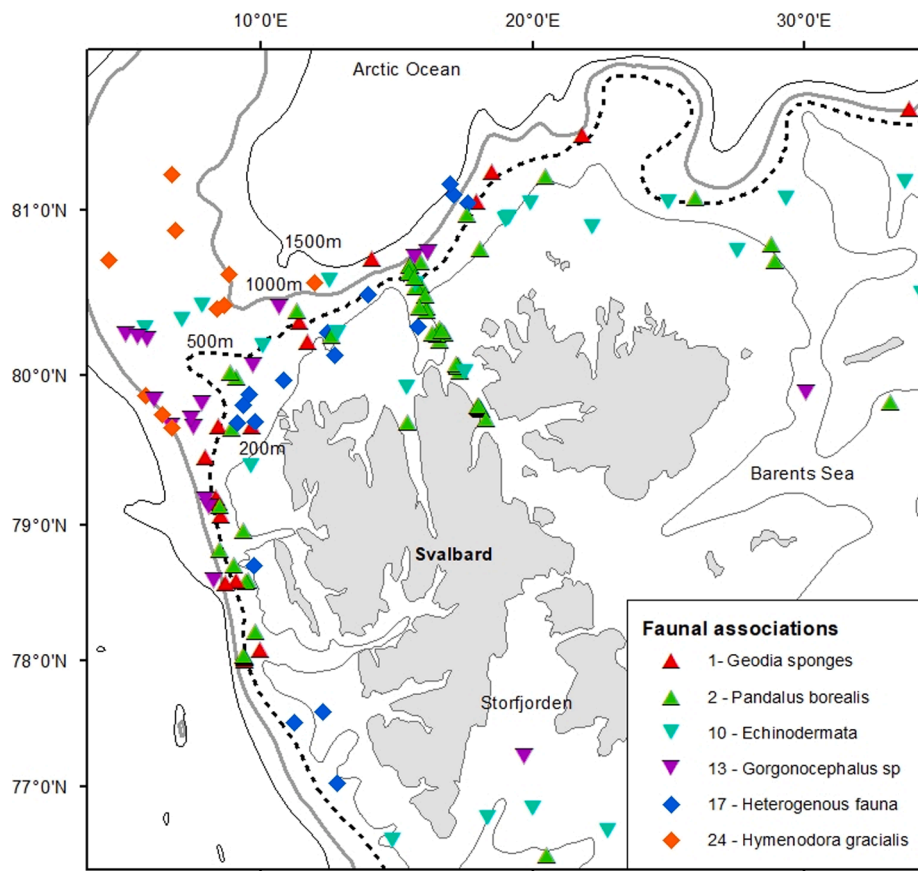 10°0'E 20°0'E 30°0'E
Arctic Ocean
81°0'N
1500m
1000m
500m
80°0'N
200m
Barents Sea
79°0'N
Svalbard
Faunal associations
78°0'N
1- Geodia sponges
2 - Pandalus borealis
Storfjorden
10 - Echinodermata
13 - Gorgonocephalus sp
77°0'N
17 - Heterogenous fauna
24 - Hymenodora gracialis